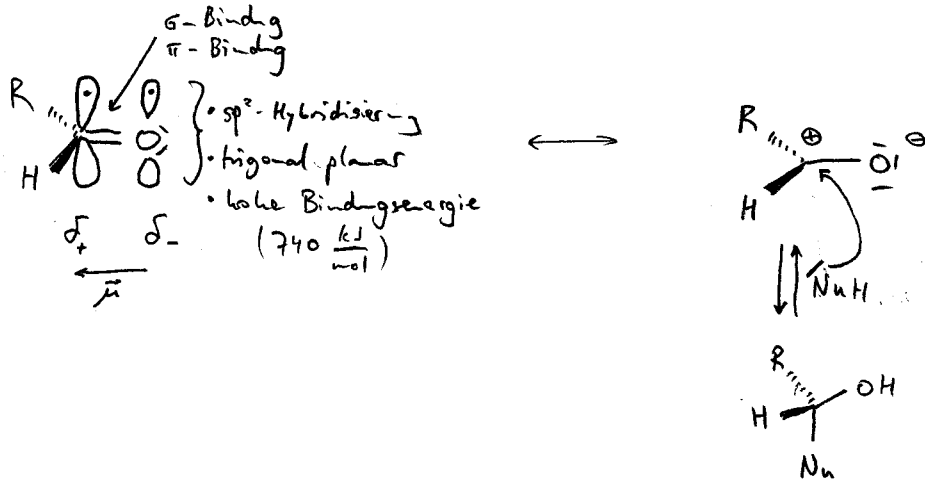 σ-Bindung
π-Bindung
R
H
O
δ+ δ-
μ
• sp²-Hybridisierung
• trigonal planar
• hohe Bindungsenergie
(740 kJ/mol)
R
⊕
H
O
⊖
NuH
R
OH
H
Nu